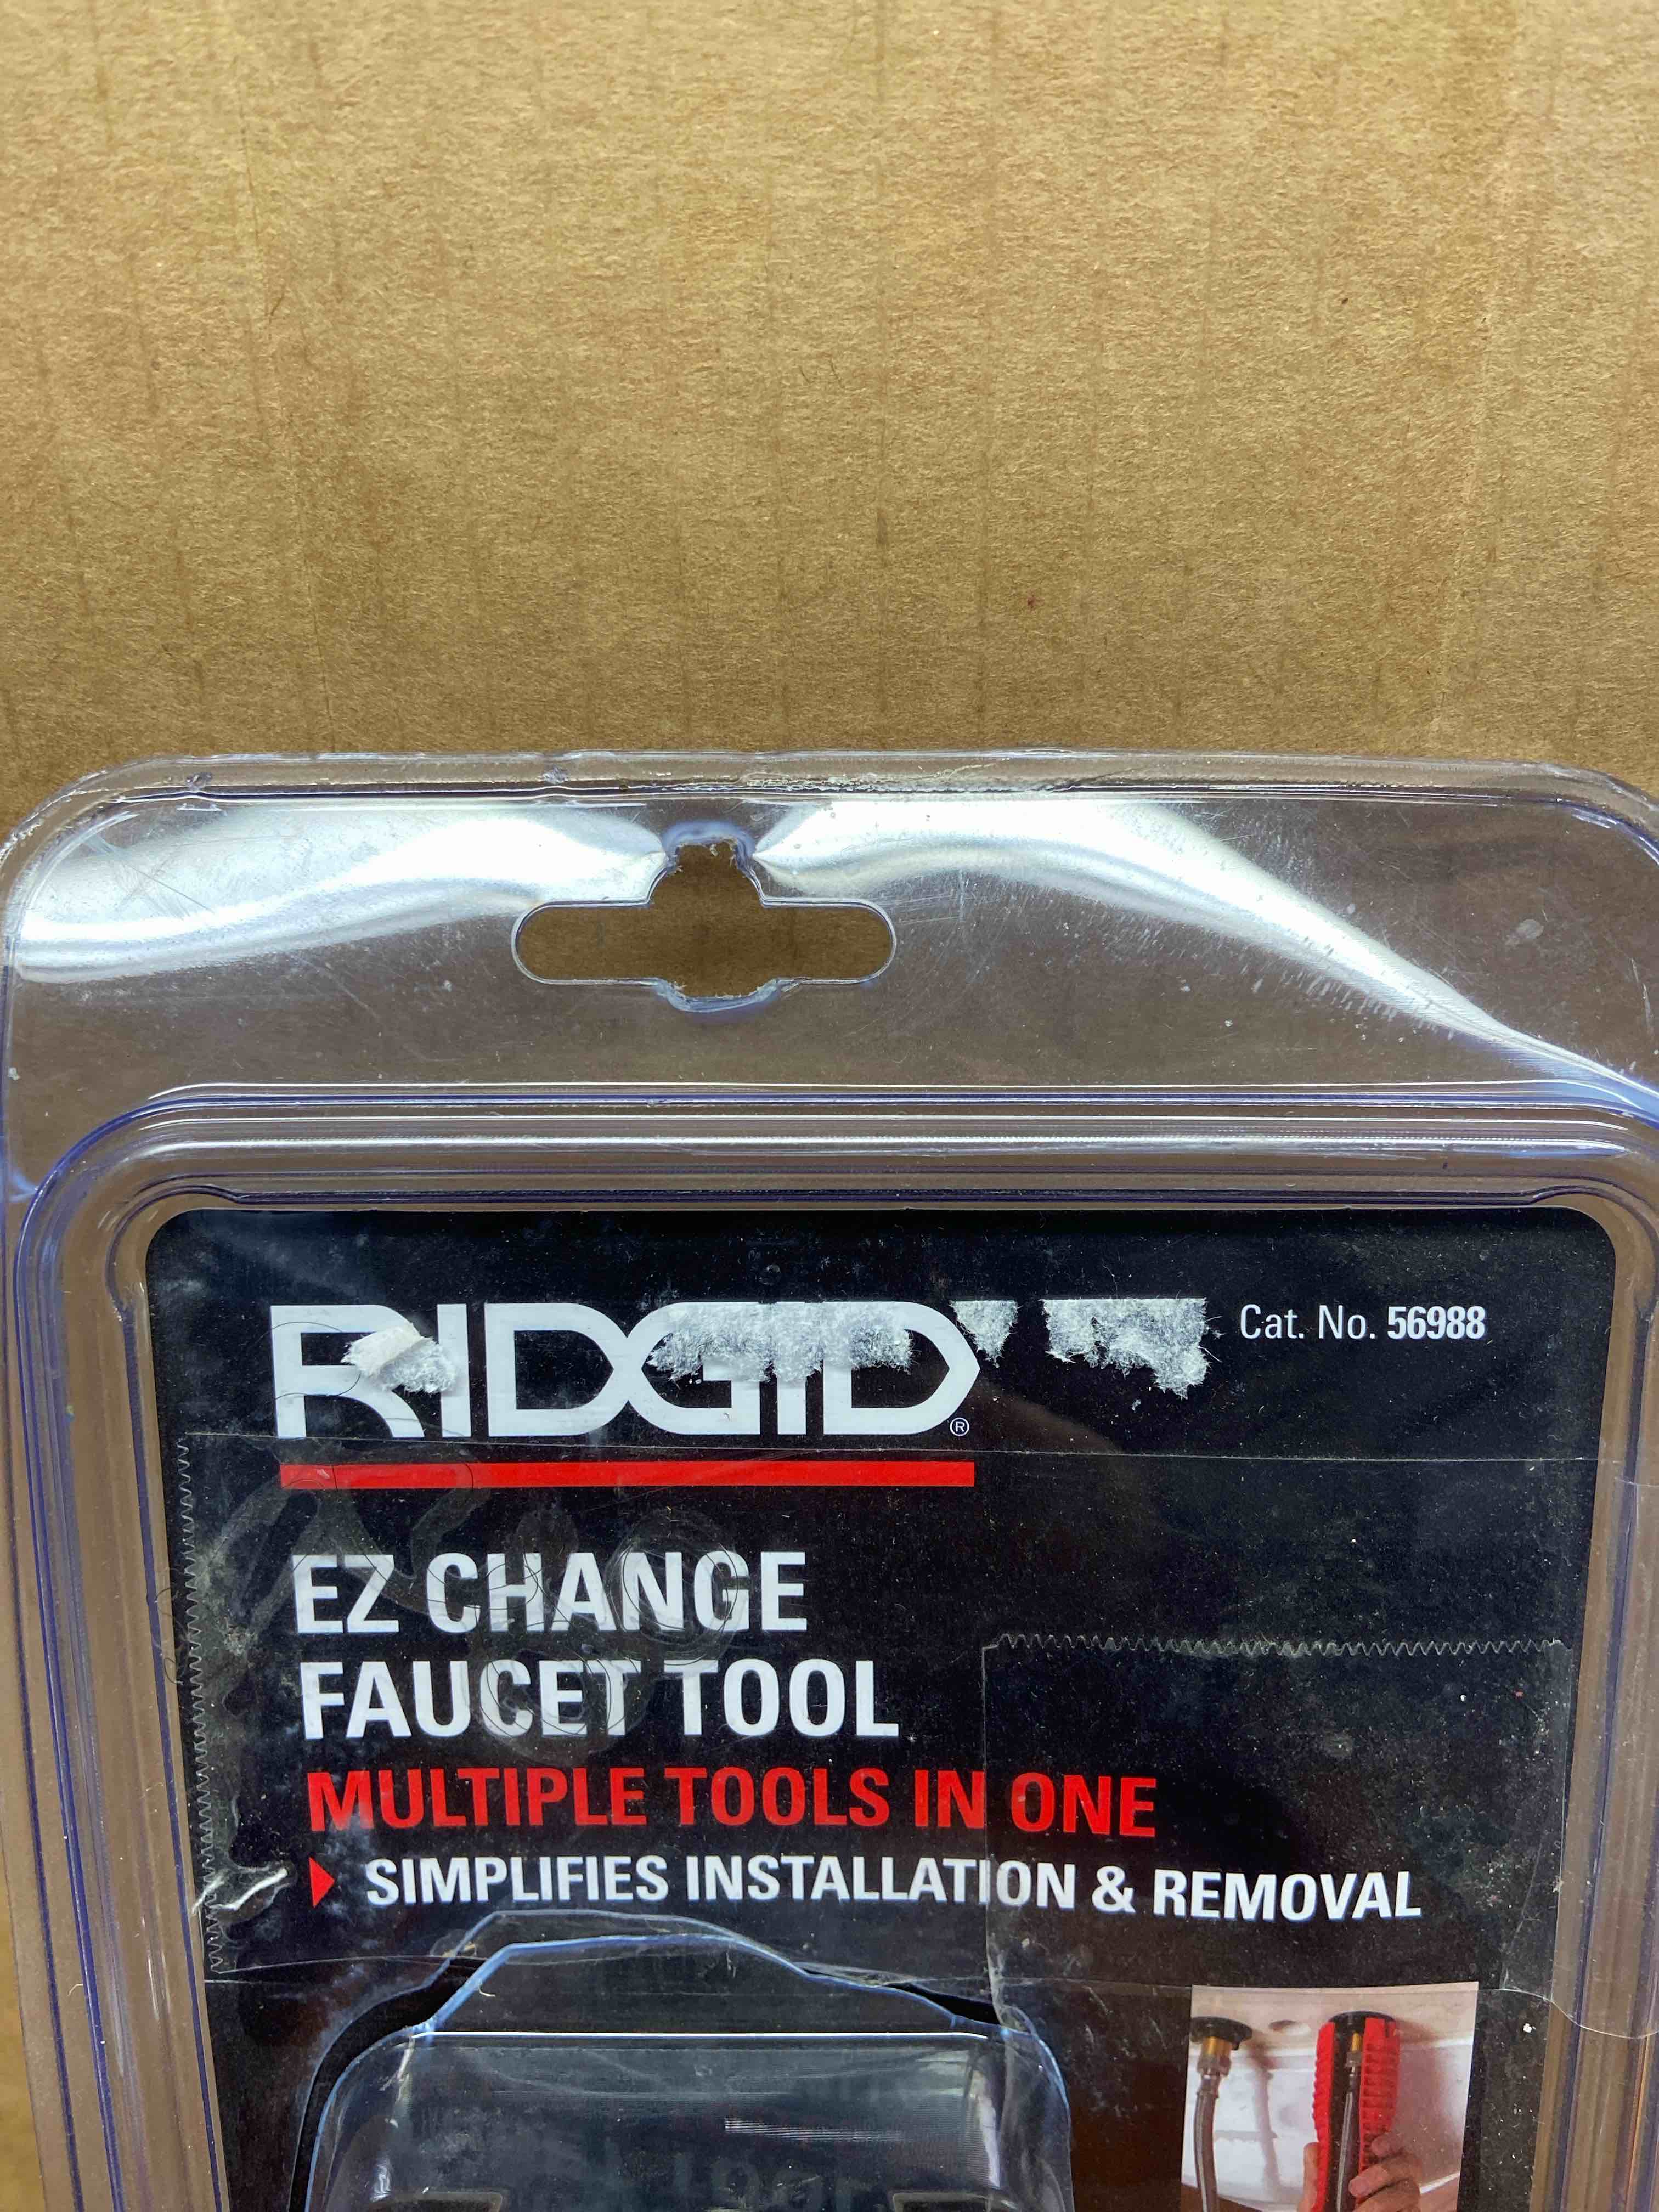 RIDGID®
Cat. No. 56988
EZ CHANGE
FAUCET TOOL
MULTIPLE TOOLS IN ONE
SIMPLIFIES INSTALLATION & REMOVAL